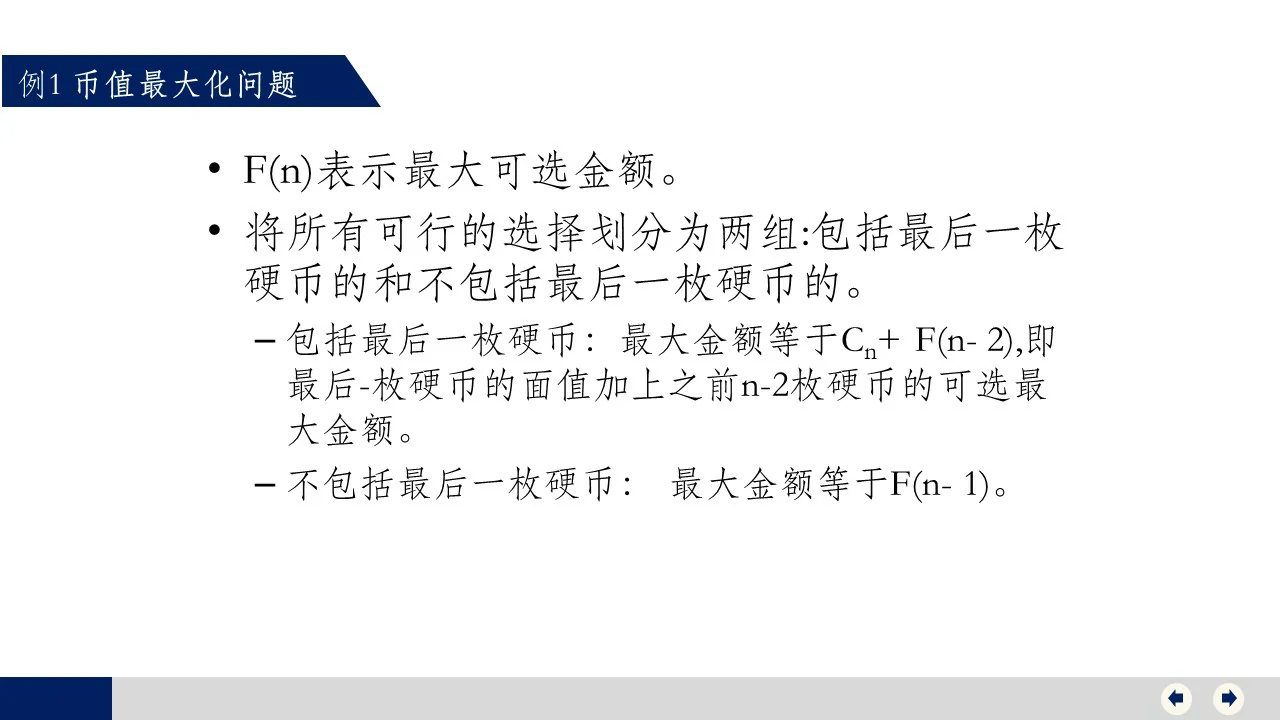 例1 币值最大化问题
• F(n)表示最大可选金额。
• 将所有可行的选择划分为两组:包括最后一枚
硬币的和不包括最后一枚硬币的。
– 包括最后一枚硬币：最大金额等于Cₙ+ F(n- 2),即
最后-枚硬币的面值加上之前n-2枚硬币的可选最
大金额。
– 不包括最后一枚硬币： 最大金额等于F(n- 1)。